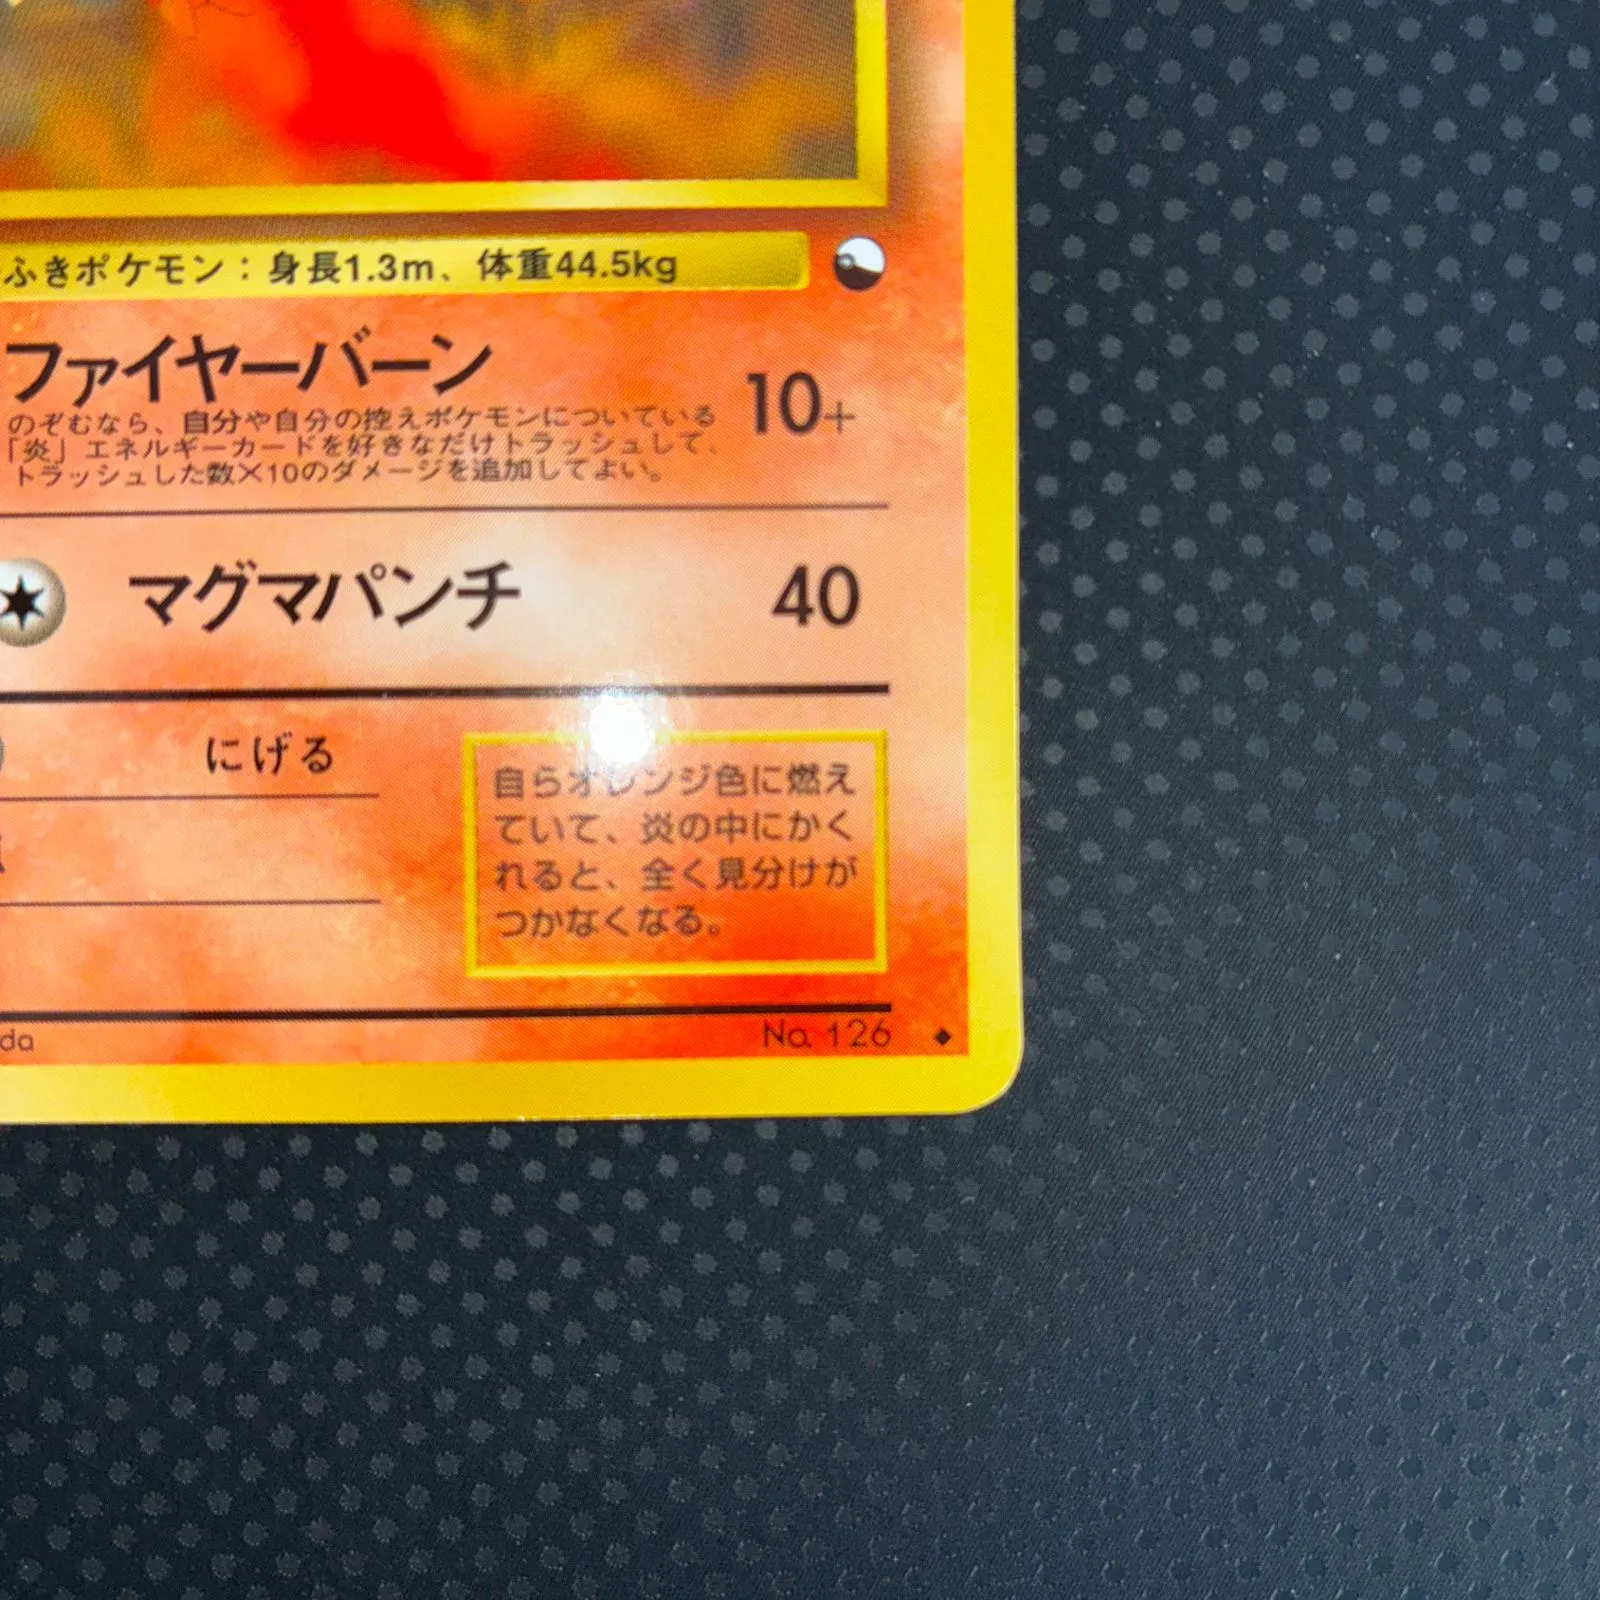 ふきポケモン：身長1.3m、体重44.5kg
ファイヤーバーン 10+
のぞむなら、自分や自分の控えポケモンについている
「炎」エネルギーカードを好きなだけトラッシュして、
トラッシュした数×10のダメージを追加してよい。
マグマパンチ 40
にげる
自らオレンジ色に燃え
ていて、炎の中にかく
れると、全く見分けが
つかなくなる。
da
No. 126